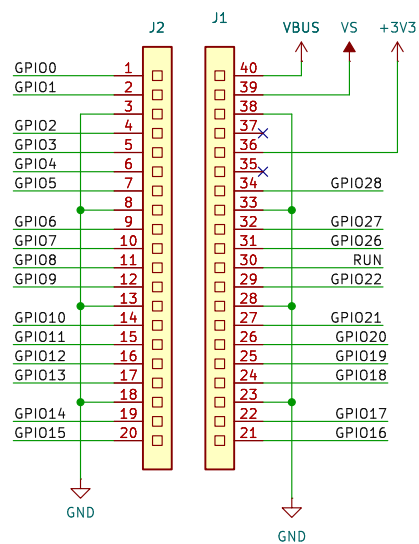 J2 J1 VBUS VS +3V3
GPIO0 1 40
GPIO1 2 39
3 38
GPIO2 4 37
GPIO3 5 36
GPIO4 6 35
GPIO5 7 34 GPIO28
8 33
GPIO6 9 32 GPIO27
GPIO7 10 31 GPIO26
GPIO8 11 30 RUN
GPIO9 12 29 GPIO22
13 28
GPIO10 14 27 GPIO21
GPIO11 15 26 GPIO20
GPIO12 16 25 GPIO19
GPIO13 17 24 GPIO18
18 23
GPIO14 19 22 GPIO17
GPIO15 20 21 GPIO16
GND GND